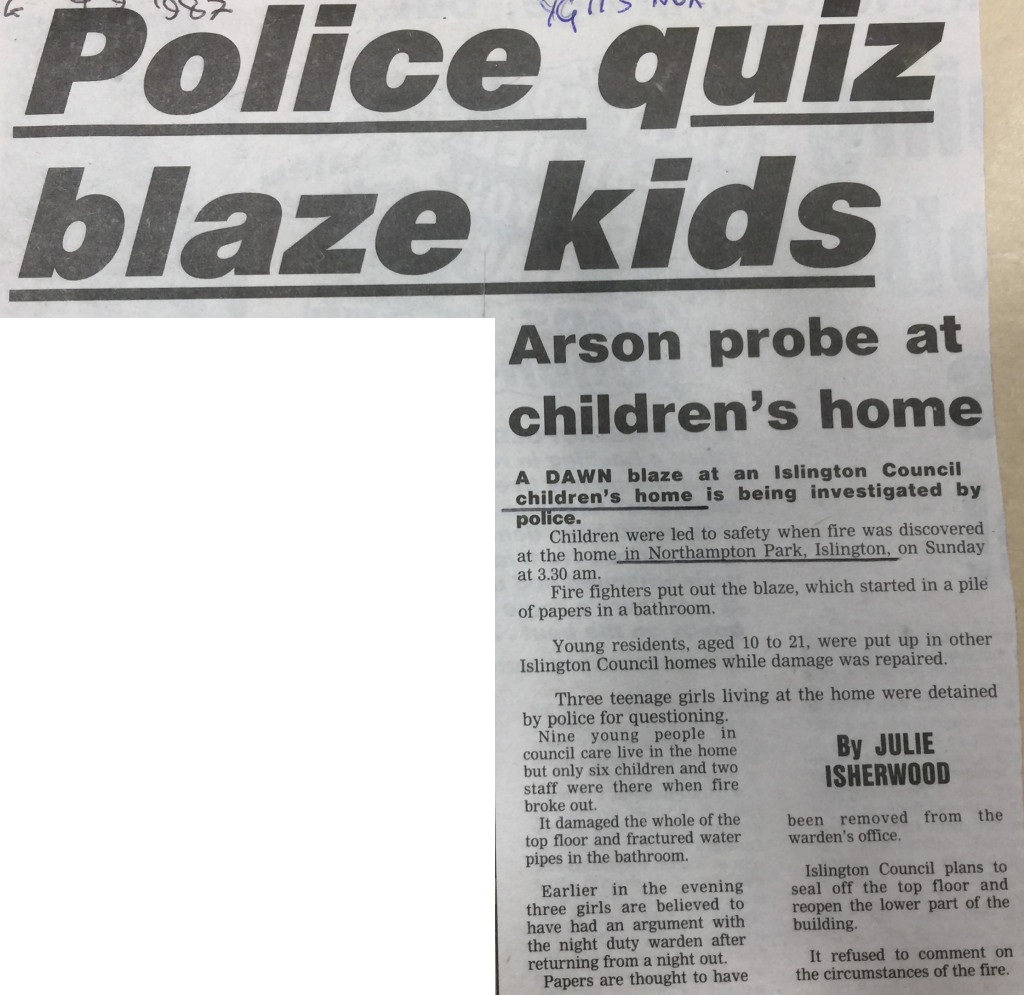 1987
Police quiz
blaze kids
Arson probe at
children's home
A DAWN blaze at an Islington Council
children's home is being investigated by
police.
Children were led to safety when fire was discovered
at the home in Northampton Park, Islington, on Sunday
at 3.30 am.
Fire fighters put out the blaze, which started in a pile
of papers in a bathroom.
Young residents, aged 10 to 21, were put up in other
Islington Council homes while damage was repaired.
Three teenage girls living at the home were detained
by police for questioning.
Nine young people in
council care live in the home
but only six children and two
staff were there when fire
broke out.
It damaged the whole of the
top floor and fractured water
pipes in the bathroom.
Earlier in the evening
three girls are believed to
have had an argument with
the night duty warden after
returning from a night out.
Papers are thought to have
By JULIE
ISHERWOOD
been removed from the
warden's office.
Islington Council plans to
seal off the top floor and
reopen the lower part of the
building.
It refused to comment on
the circumstances of the fire.